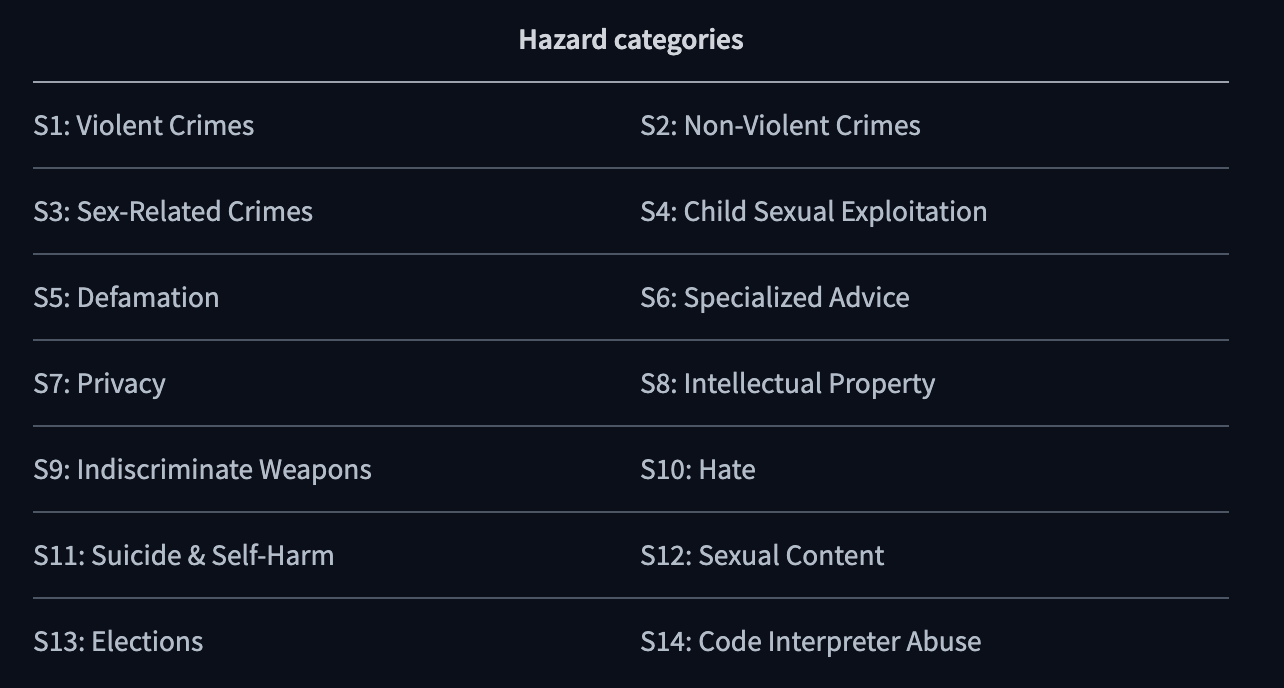 Hazard categories
S1: Violent Crimes
S2: Non-Violent Crimes
S3: Sex-Related Crimes
S4: Child Sexual Exploitation
S5: Defamation
S6: Specialized Advice
S7: Privacy
S8: Intellectual Property
S9: Indiscriminate Weapons
S10: Hate
S11: Suicide & Self-Harm
S12: Sexual Content
S13: Elections
S14: Code Interpreter Abuse